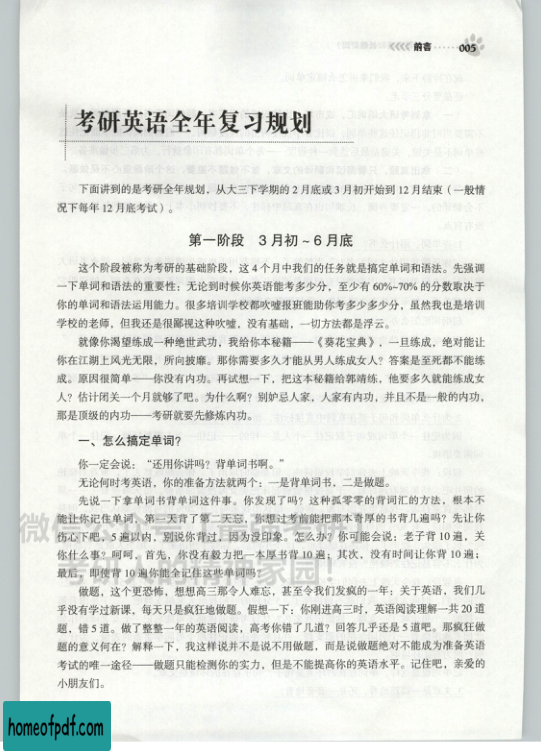 <<<< 前言 ······ 005
考研英语全年复习规划
下面讲到的是考研全年规划，从大三下学期的 2 月底或 3 月初开始到 12 月结束（一般情
况下每年 12 月底考试）。
第一阶段 3 月初 ~ 6 月底
这个阶段被称为考研的基础阶段，这 4 个月中我们的任务就是搞定单词和语法。先强调
一下单词和语法的重要性：无论到时候你英语能考多少分，至少有 60%~70% 的分数取决于
你的单词和语法运用能力。很多培训学校都吹嘘报班能助你考多少多少分，虽然我也是培训
学校的老师，但我还是很鄙视这种吹嘘，没有基础，一切方法都是浮云。
就像你渴望练成一种绝世武功，我给你本秘籍——《葵花宝典》，一旦练成，绝对能让
你在江湖上风光无限，所向披靡。那你需要多久才能从男人练成女人？答案是至死都不能练
成。原因很简单——你没有内功。再试想一下，把这本秘籍给郭靖练，他要多久就能练成女
人？估计闭关一个月就够了吧。为什么啊？别妒忌人家，人家有内功，并且不是一般的内功，
那是顶级的内功——考研就要先修炼内功。
一、怎么搞定单词？
你一定会说：“还用你讲吗？背单词书啊。”
无论何时考英语，你的准备方法就两个：一是背单词书，二是做题。
先说一下拿单词书背单词这件事。你发现了吗？这种孤零零的背词汇的方法，根本不
能让你记住单词，第一天背了第二天忘，你想过考前能把那本奇厚的书背几遍吗？先让你
伤心下吧，5 遍以内，别说你背过，因为没印象。怎么办？你可能会说：老子背 10 遍，关
你什么事？呵呵，首先，你没有毅力把一本厚书背 10 遍；其次，没有时间让你背 10 遍；
最后，即使背 10 遍你能全记住这些单词吗？
做题，这个更恐怖，想想高三那令人难忘，甚至令我们发疯的一年：关于英语，我们几
乎没有学过新课，每天只是疯狂地做题。假想一下：你刚进高三时，英语阅读理解一共 20 道
题，错 5 道。做了整整一年的英语阅读，高考你错了几道？回答几乎还是 5 道吧。那疯狂做
题的意义何在？解释一下，我这样说并不是说不用做题，而是说做题绝对不能成为准备英语
考试的唯一途径——做题只能检测你的实力，但是不能提高你的英语水平。记住吧，亲爱的
小朋友们。
homeofpdf.com